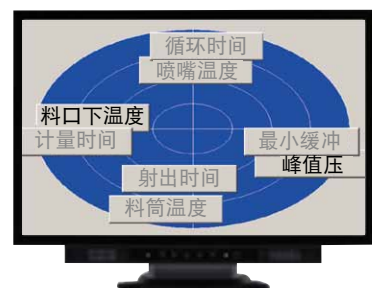 循环时间
喷嘴温度
料口下温度
计量时间
最小缓冲
峰值压
射出时间
料筒温度